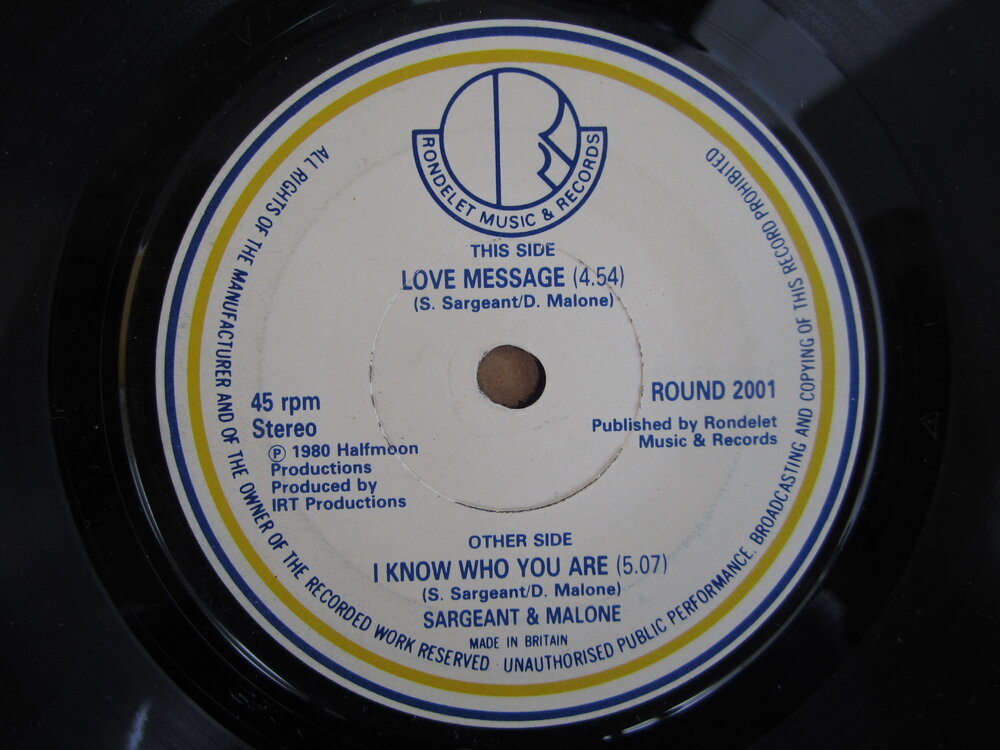 RONDELET MUSIC & RECORDS
THIS SIDE
LOVE MESSAGE (4.54)
(S. Sargeant/D. Malone)
45 rpm
Stereo
℗ 1980 Halfmoon
Productions
Produced by
IRT Productions
ROUND 2001
Published by Rondelet
Music & Records
OTHER SIDE
I KNOW WHO YOU ARE (5.07)
(S. Sargeant/D. Malone)
SARGEANT & MALONE
MADE IN BRITAIN
ALL RIGHTS OF THE MANUFACTURER AND OF THE OWNER OF THE RECORDED WORK RESERVED · UNAUTHORISED PUBLIC PERFORMANCE. BROADCASTING AND COPYING OF THIS RECORD PROHIBITED